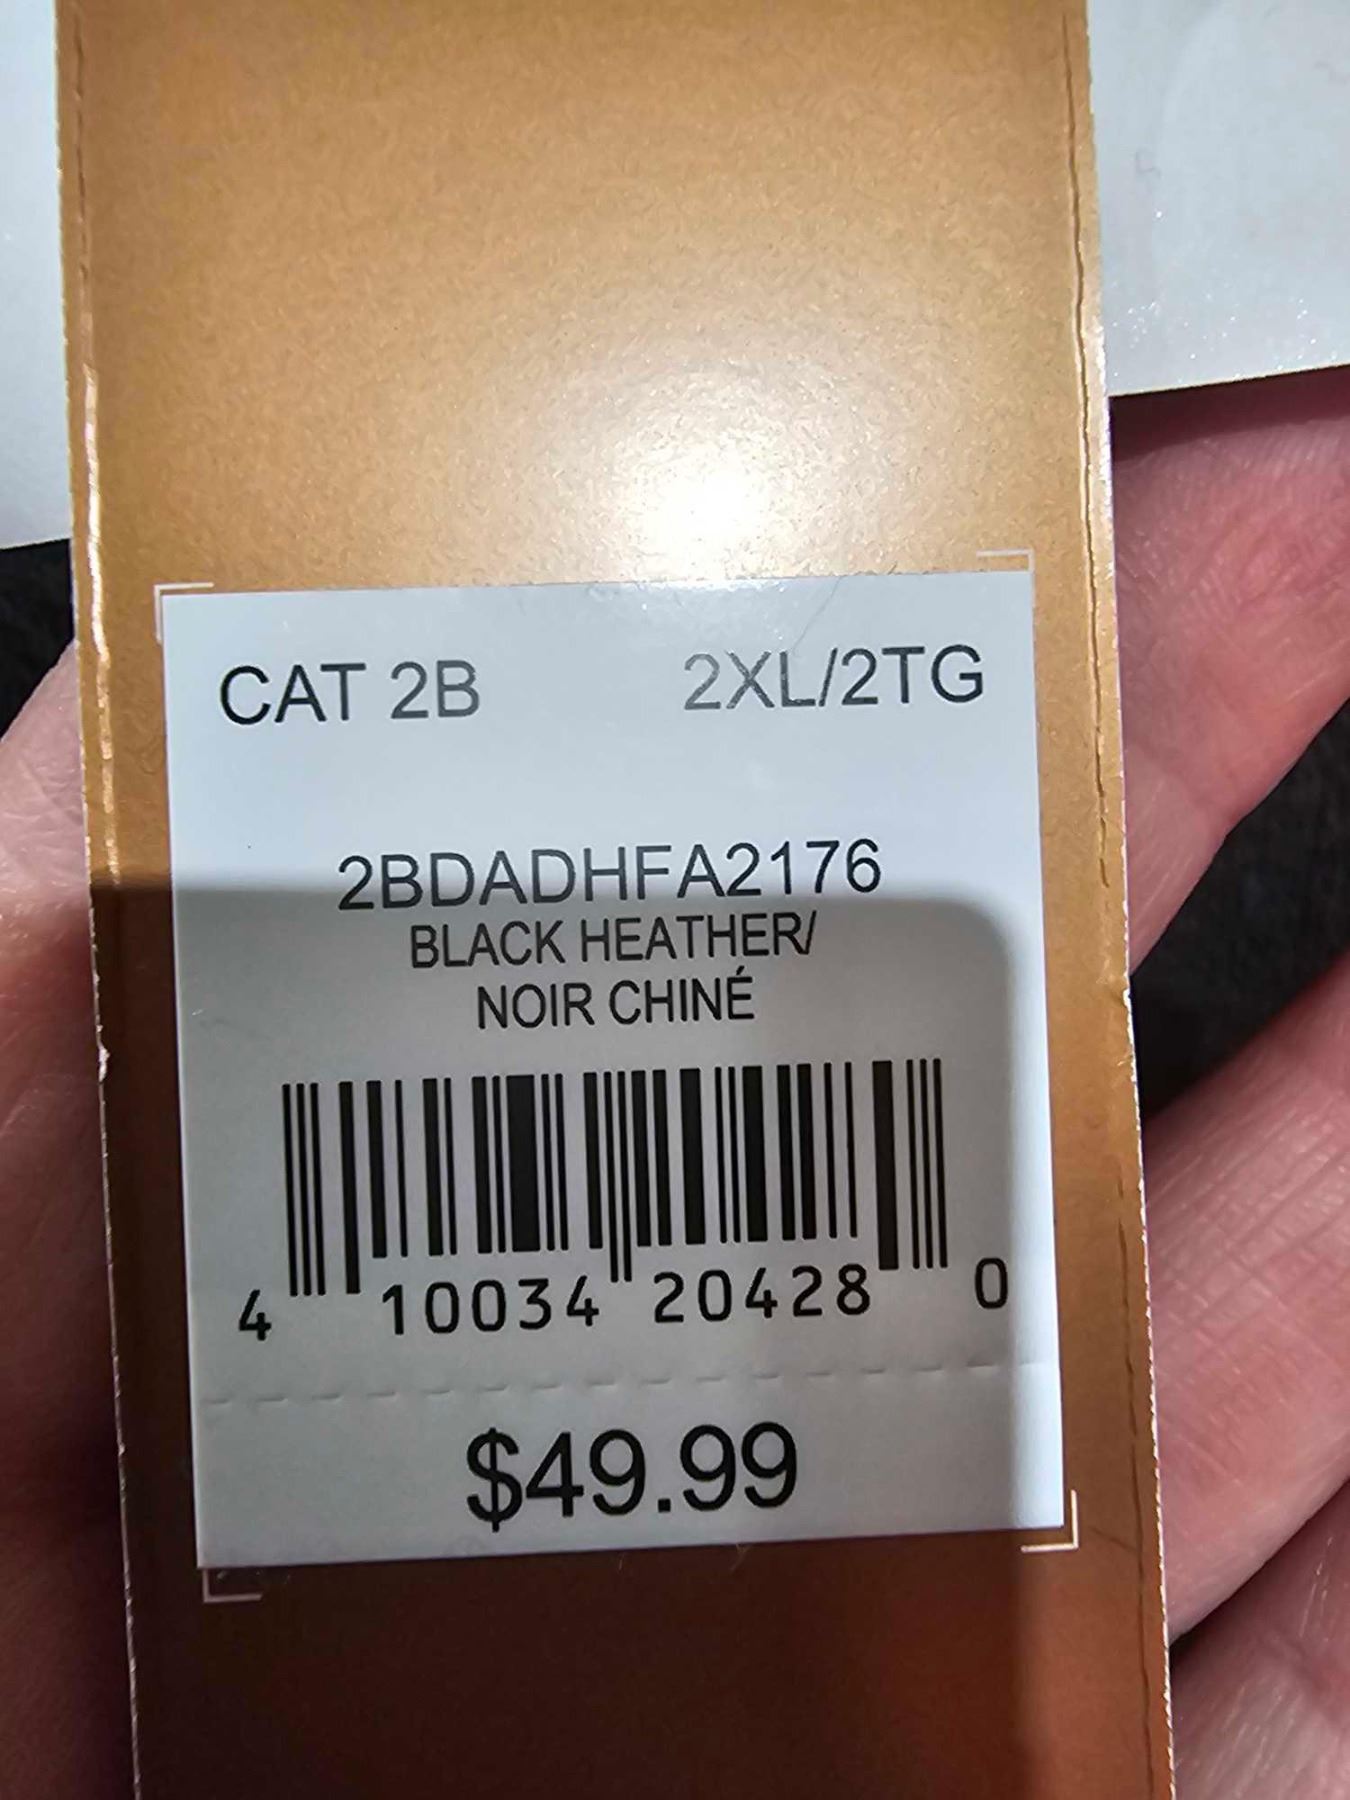 CAT 2B 2XL/2TG
2BDADHFA2176
BLACK HEATHER/
NOIR CHINÉ
4 10034 20428 0
$49.99